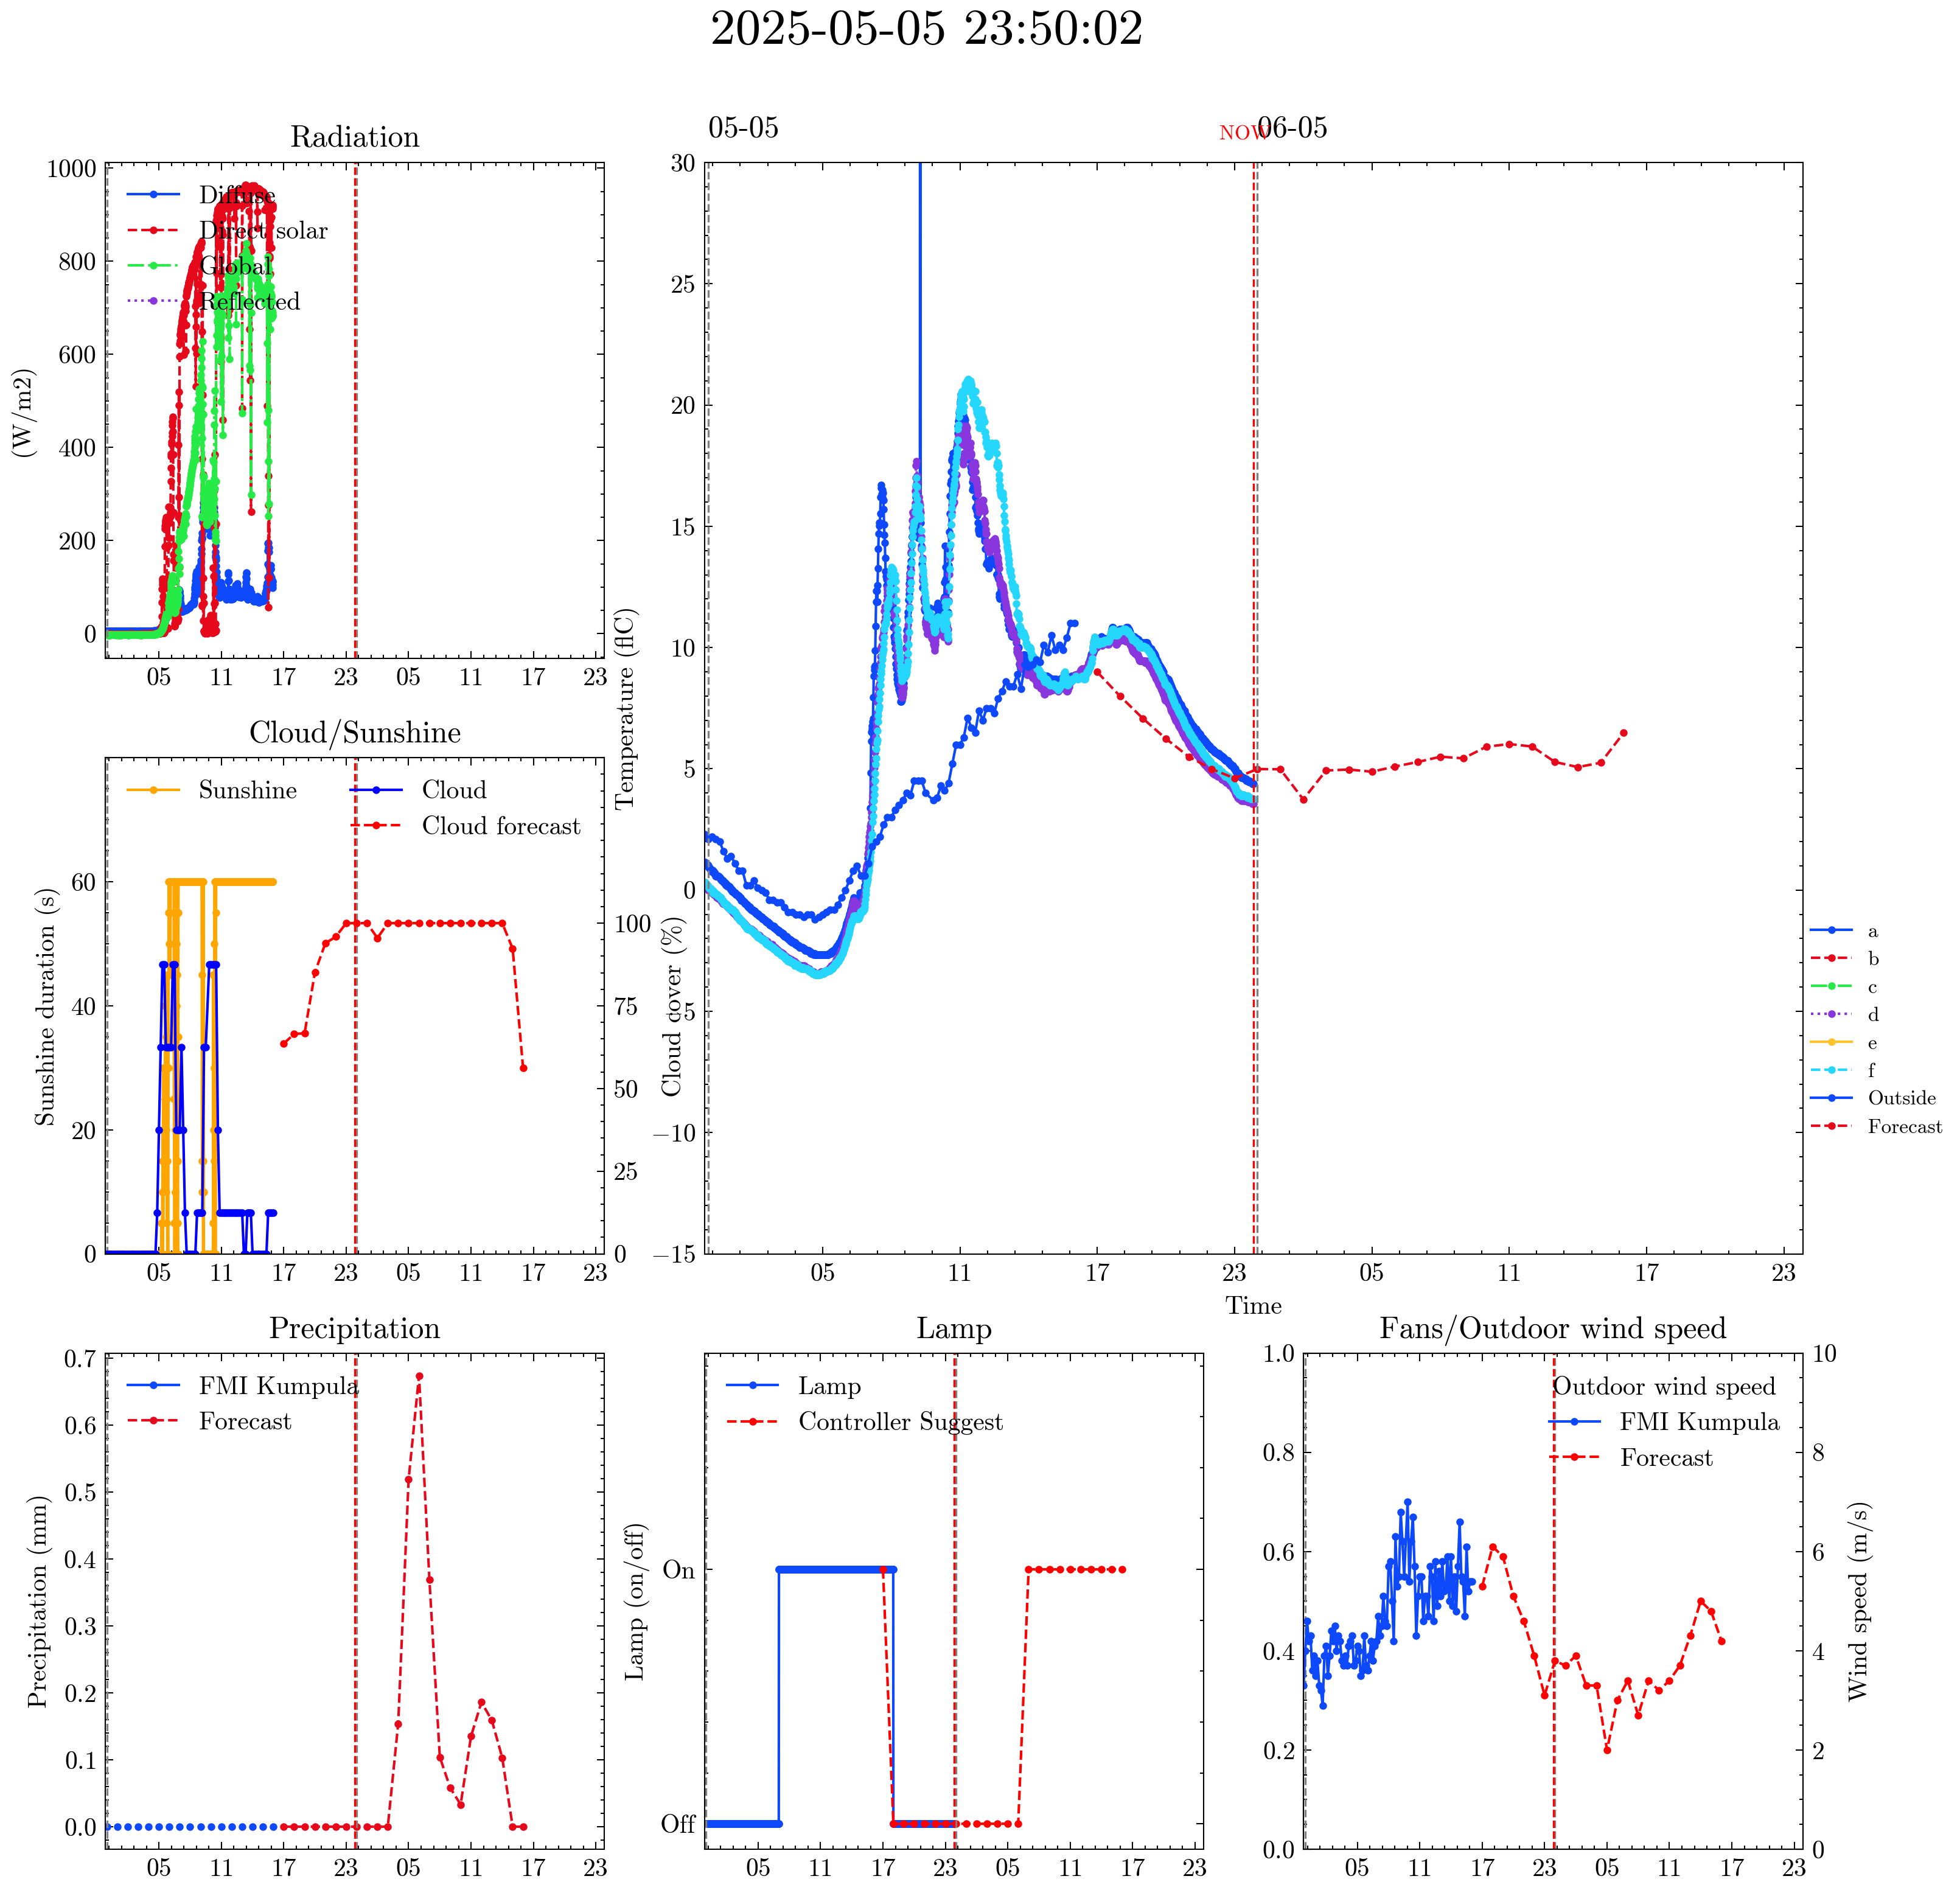 2025-05-05 23:50:02
Radiation
Diffuse
Direct solar
Global
Reflected
(W/m2)
1000
800
600
400
200
0
05 11 17 23 05 11 17 23
05-05
NOW
06-05
Temperature (flC)
30
25
20
15
10
5
0
−5
−10
−15
05 11 17 23 05 11 17 23
Time
a
b
c
d
e
f
Outside
Forecast
Cloud/Sunshine
Sunshine
Cloud
Cloud forecast
Sunshine duration (s)
60
40
20
0
Cloud cover (%)
100
75
50
25
0
05 11 17 23 05 11 17 23
Precipitation
FMI Kumpula
Forecast
Precipitation (mm)
0.7
0.6
0.5
0.4
0.3
0.2
0.1
0.0
05 11 17 23 05 11 17 23
Lamp
Lamp
Controller Suggest
Lamp (on/off)
On
Off
05 11 17 23 05 11 17 23
Fans/Outdoor wind speed
Outdoor wind speed
FMI Kumpula
Forecast
1.0
0.8
0.6
0.4
0.2
0.0
Wind speed (m/s)
10
8
6
4
2
0
05 11 17 23 05 11 17 23